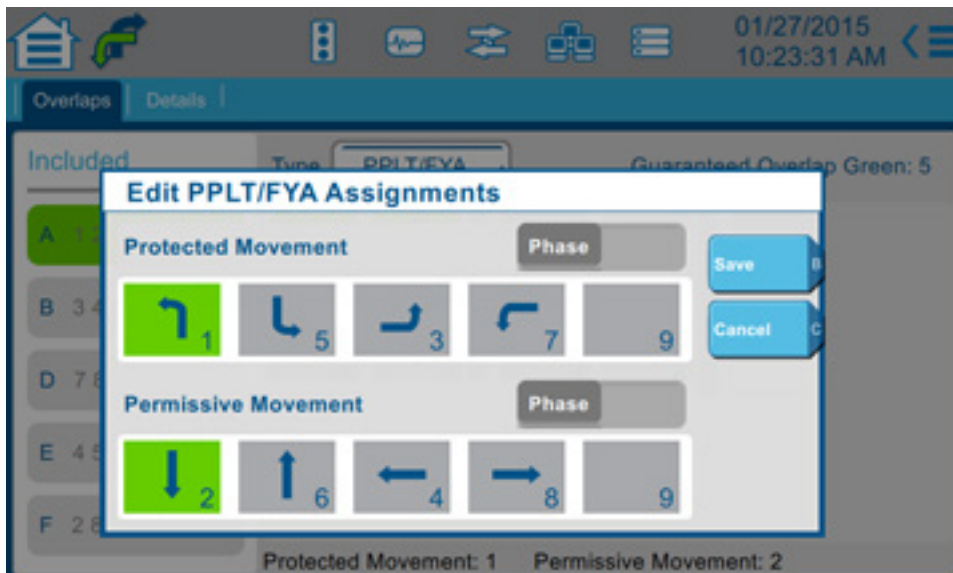 01/27/2015
10:23:31 AM
Overlaps Details
Included Type PPLT/FYA Guaranteed Overlap Green: 5
Edit PPLT/FYA Assignments
Protected Movement Phase
Save B
1 5 3 7 9
Cancel C
Permissive Movement Phase
2 6 4 8 9
A 1 2
B 3 4
D 7 8
E 4 5
F 2 8
Protected Movement: 1 Permissive Movement: 2